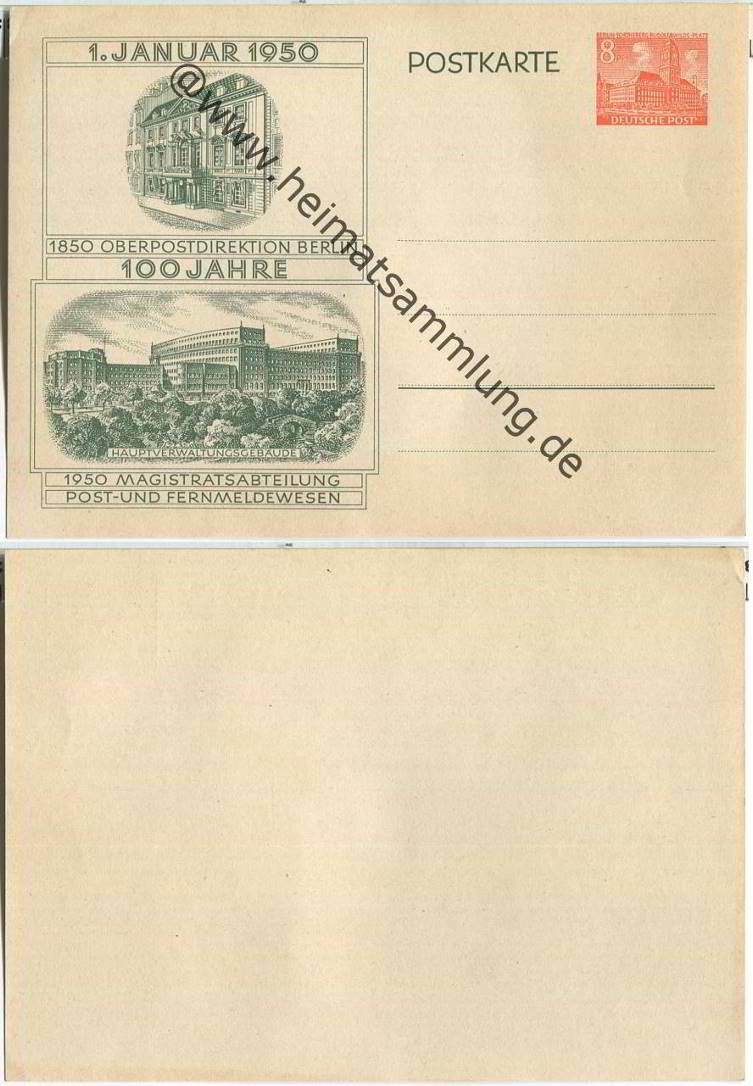 1. JANUAR 1950
1850 OBERPOSTDIREKTION BERLIN
100 JAHRE
HAUPTVERWALTUNGSGEBÄUDE
1950 MAGISTRATSABTEILUNG
POST-UND FERNMELDEWESEN
POSTKARTE
8
DEUTSCHE POST
@www.heimatsammlung.de